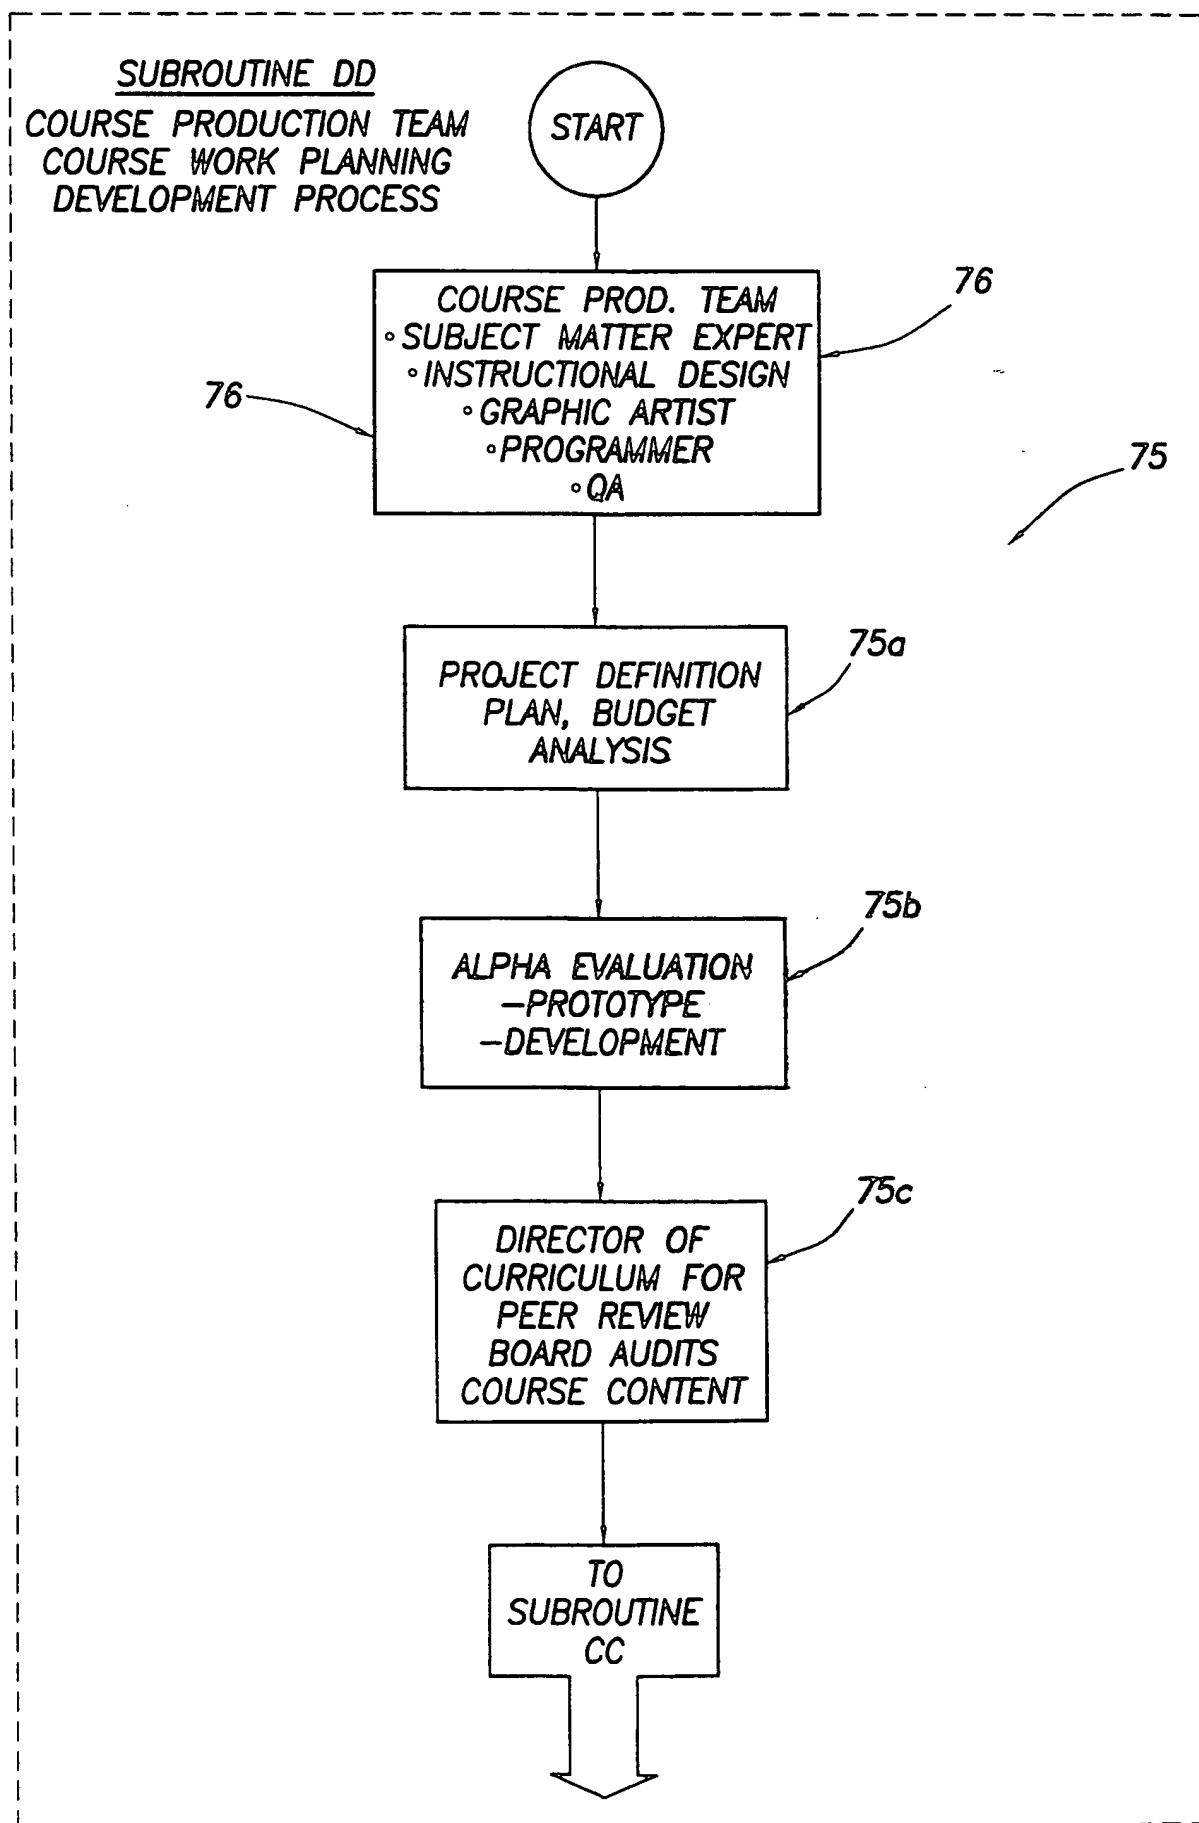 SUBROUTINE DD
COURSE PRODUCTION TEAM
COURSE WORK PLANNING
DEVELOPMENT PROCESS
START
76
COURSE PROD. TEAM
∘SUBJECT MATTER EXPERT
∘INSTRUCTIONAL DESIGN
∘GRAPHIC ARTIST
∘PROGRAMMER
∘QA
76
75
75a
PROJECT DEFINITION
PLAN, BUDGET
ANALYSIS
75b
ALPHA EVALUATION
–PROTOTYPE
–DEVELOPMENT
75c
DIRECTOR OF
CURRICULUM FOR
PEER REVIEW
BOARD AUDITS
COURSE CONTENT
TO
SUBROUTINE
CC